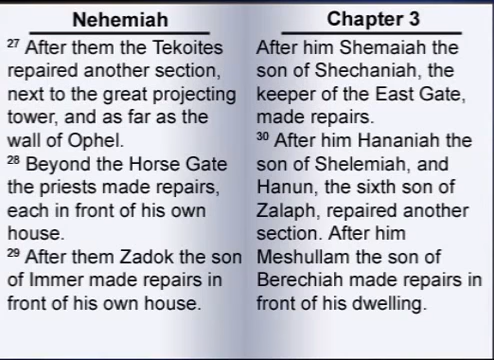 Nehemiah
27 After them the Tekoites
repaired another section,
next to the great projecting
tower, and as far as the
wall of Ophel.
28 Beyond the Horse Gate
the priests made repairs,
each in front of his own
house.
29 After them Zadok the son
of Immer made repairs in
front of his own house.
Chapter 3
After him Shemaiah the
son of Shechaniah, the
keeper of the East Gate,
made repairs.
30 After him Hananiah the
son of Shelemiah, and
Hanun, the sixth son of
Zalaph, repaired another
section. After him
Meshullam the son of
Berechiah made repairs in
front of his dwelling.